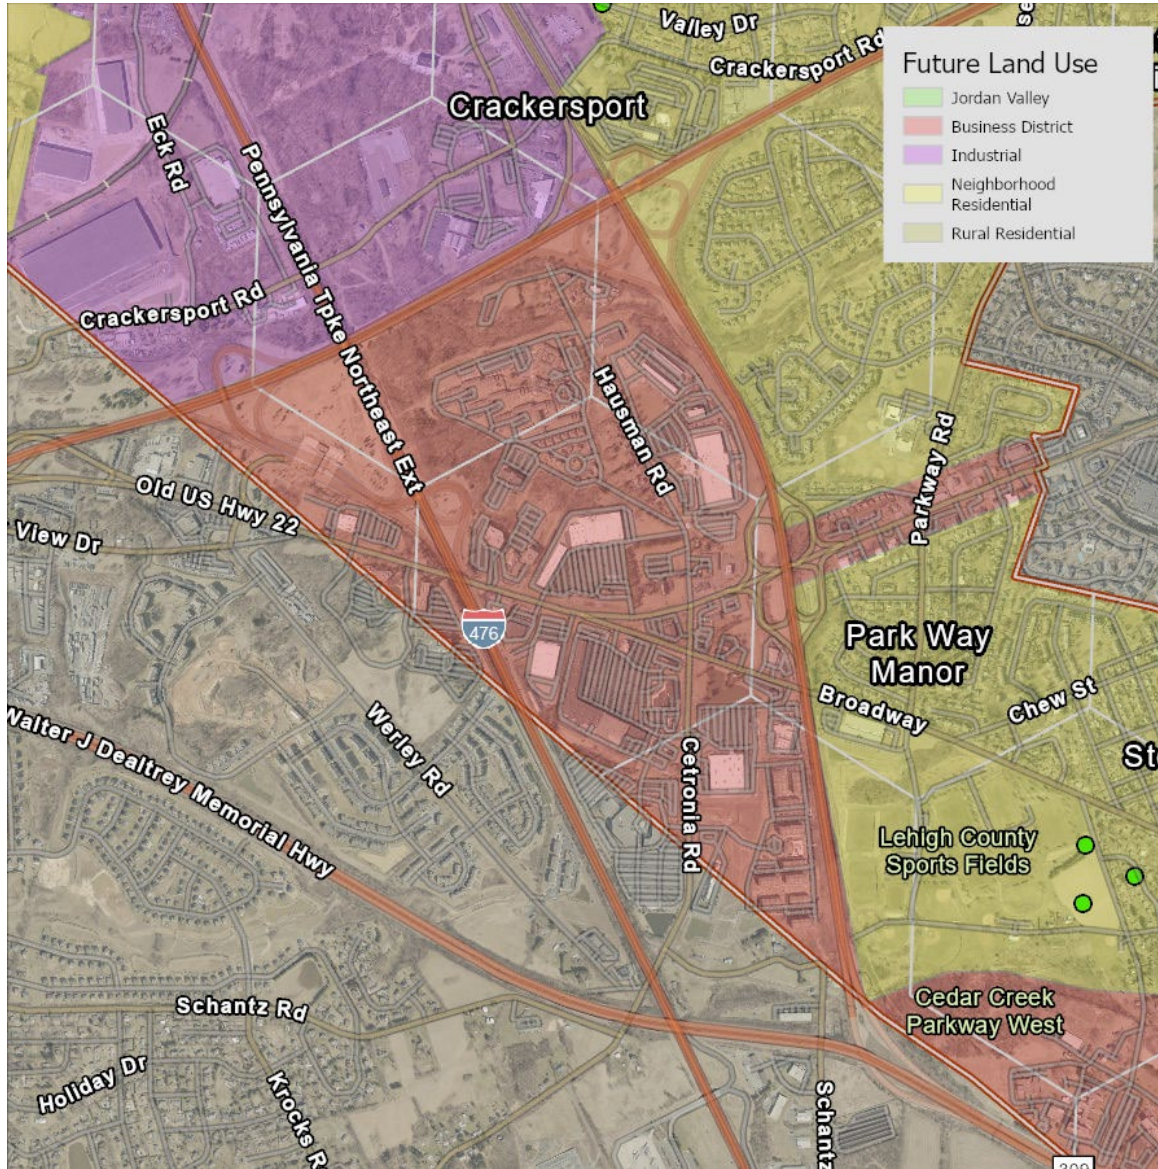 Valley Dr
Crackersport Rd
Crackersport
Future Land Use
Jordan Valley
Business District
Industrial
Neighborhood
Residential
Rural Residential
Eck Rd
Pennsylvania Tpke Northeast Ext
Crackersport Rd
Hausman Rd
Parkway Rd
Old US Hwy 22
View Dr
476
Park Way
Manor
Broadway
Chew St
Werley Rd
Walter J Dealtrey Memorial Hwy
Cetronia Rd
Lehigh County
Sports Fields
Cedar Creek
Parkway West
Schantz Rd
Holiday Dr
Krocks R
Schantz
309